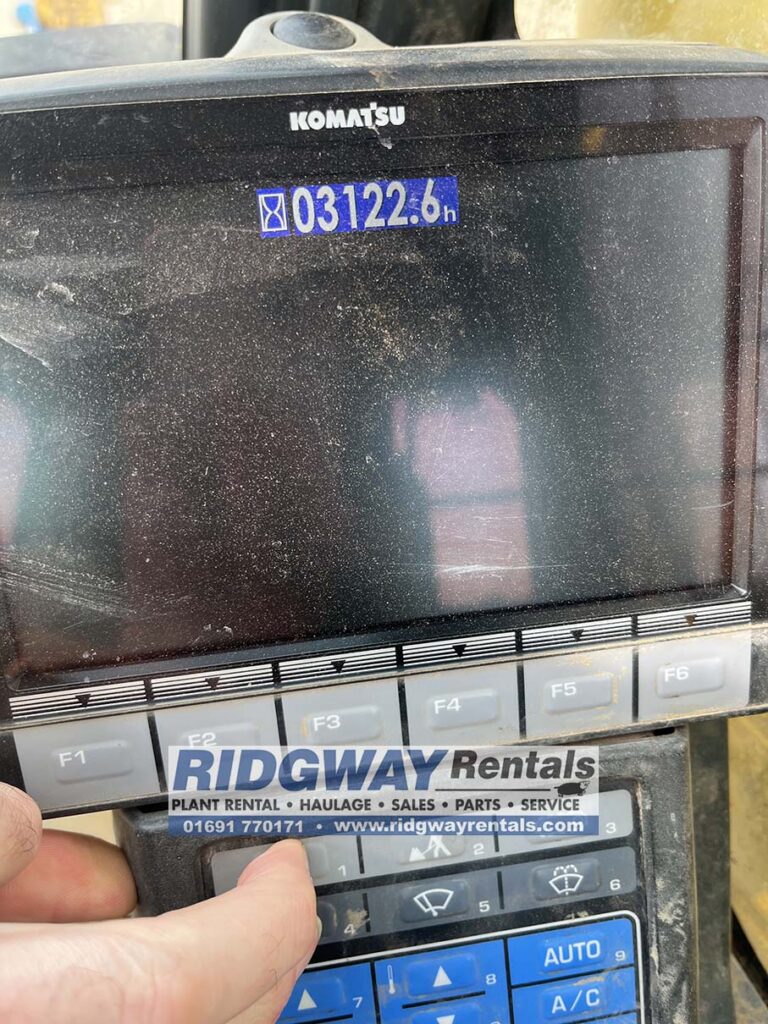 KOMATSU
03122.6h
F1 F2 F3 F4 F5 F6
RIDGWAY Rentals
PLANT RENTAL • HAULAGE • SALES • PARTS • SERVICE
01691 770171 • www.ridgwayrentals.com
1 2 3
4 5 6
7 8 AUTO 9
A/C